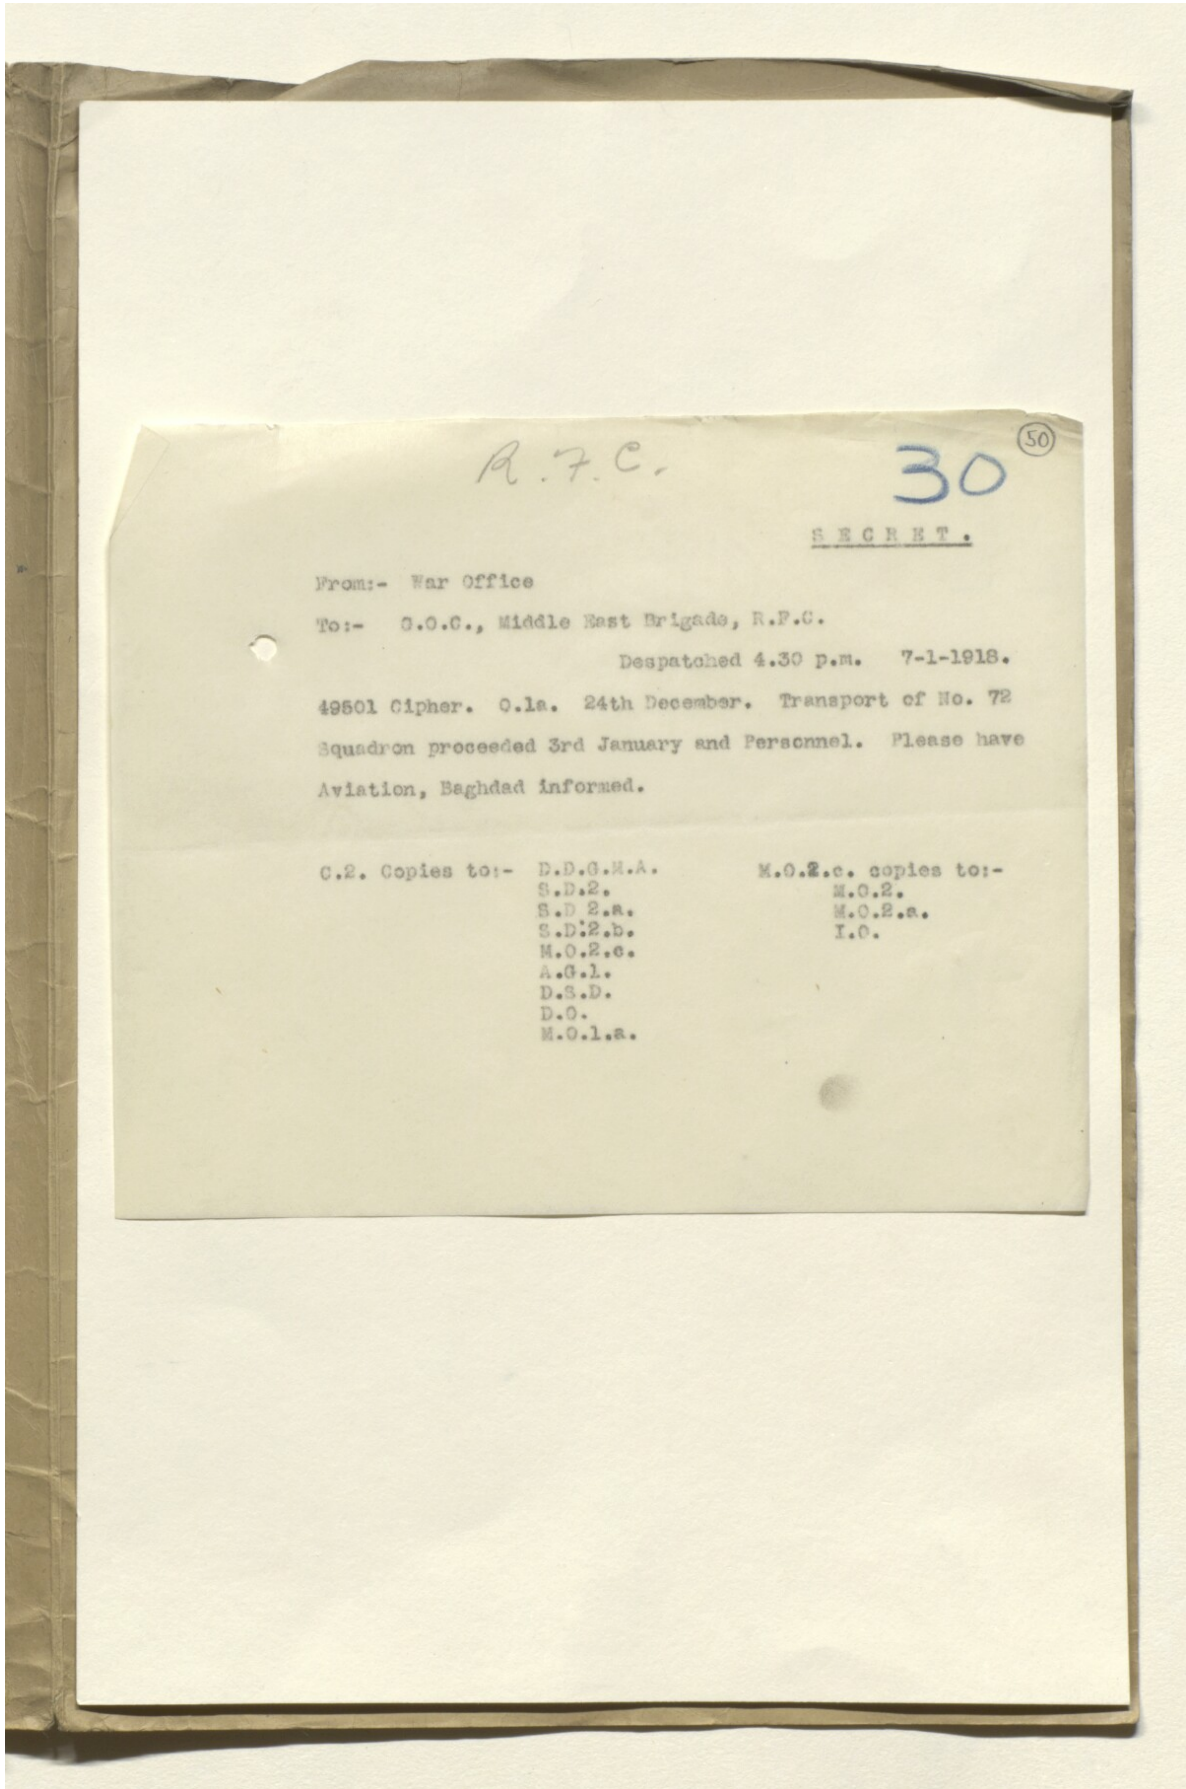 R.F.C.
30
50
SECRET.
From:- War Office
To:- G.O.C., Middle East Brigade, R.F.C.
Despatched 4.30 p.m. 7-1-1918.
49501 Cipher. O.1a. 24th December. Transport of No. 72
Squadron proceeded 3rd January and Personnel. Please have
Aviation, Baghdad informed.
C.2. Copies to:- D.D.G.M.A.
S.D.2.
S.D 2.a.
S.D.2.b.
M.O.2.c.
A.G.1.
D.S.D.
D.O.
M.O.1.a.
M.O.2.c. copies to:-
M.O.2.
M.O.2.a.
I.O.